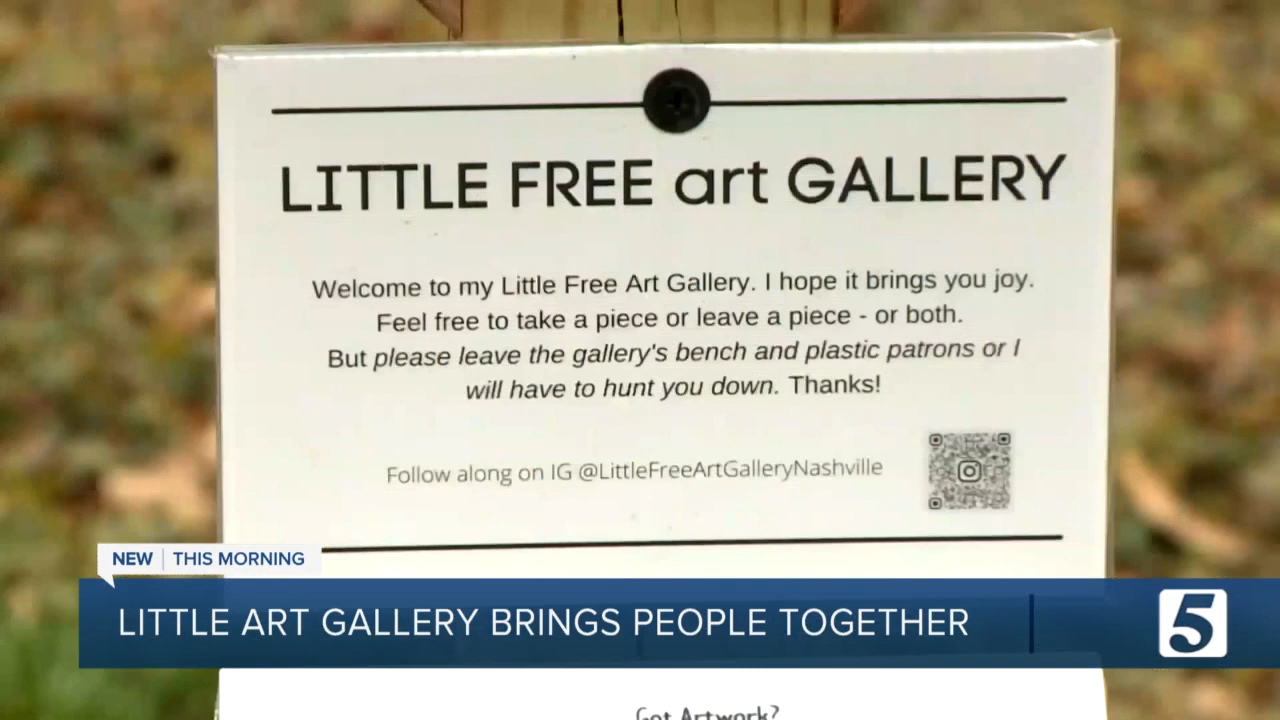 LITTLE FREE art GALLERY
Welcome to my Little Free Art Gallery. I hope it brings you joy.
Feel free to take a piece or leave a piece - or both.
But please leave the gallery's bench and plastic patrons or I
will have to hunt you down. Thanks!
Follow along on IG @LittleFreeArtGalleryNashville
NEW | THIS MORNING
LITTLE ART GALLERY BRINGS PEOPLE TOGETHER
5
Got Artwork?